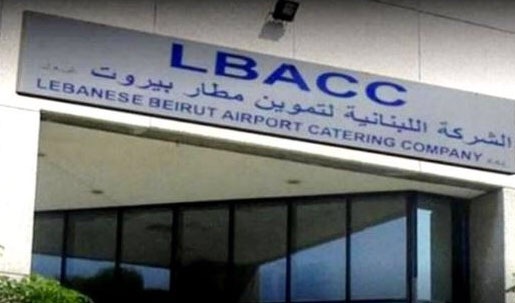 LBACC
الشركة اللبنانية لتموين مطار بيروت
LEBANESE BEIRUT AIRPORT CATERING COMPANY s.a.l.